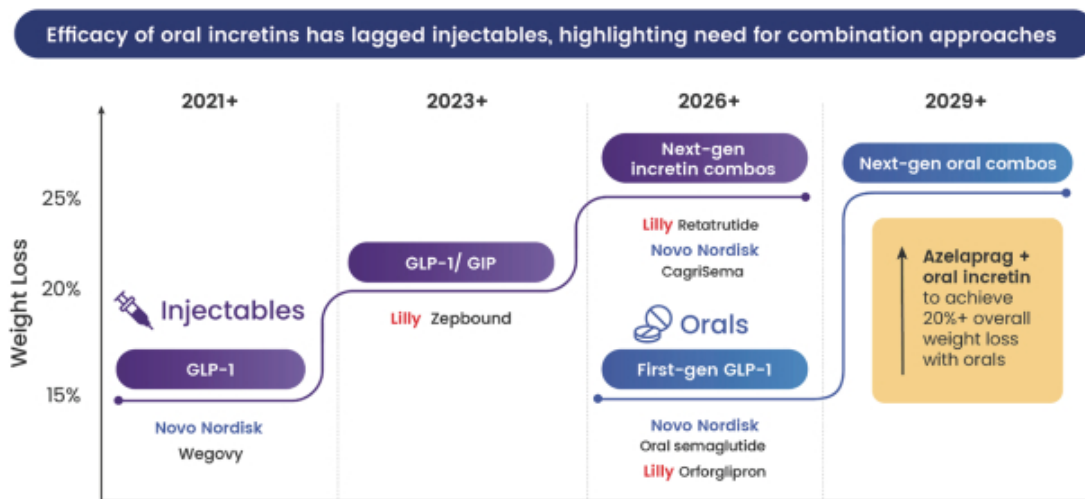 Efficacy of oral incretins has lagged injectables, highlighting need for combination approaches
2021+
2023+
2026+
2029+
Weight Loss
25%
20%
15%
Injectables
GLP-1
Novo Nordisk
Wegovy
GLP-1/ GIP
Lilly Zepbound
Next-gen
incretin combos
Lilly Retatrutide
Novo Nordisk
CagriSema
Orals
First-gen GLP-1
Novo Nordisk
Oral semaglutide
Lilly Orforglipron
Next-gen oral combos
Azelaprag +
oral incretin
to achieve
20%+ overall
weight loss
with orals